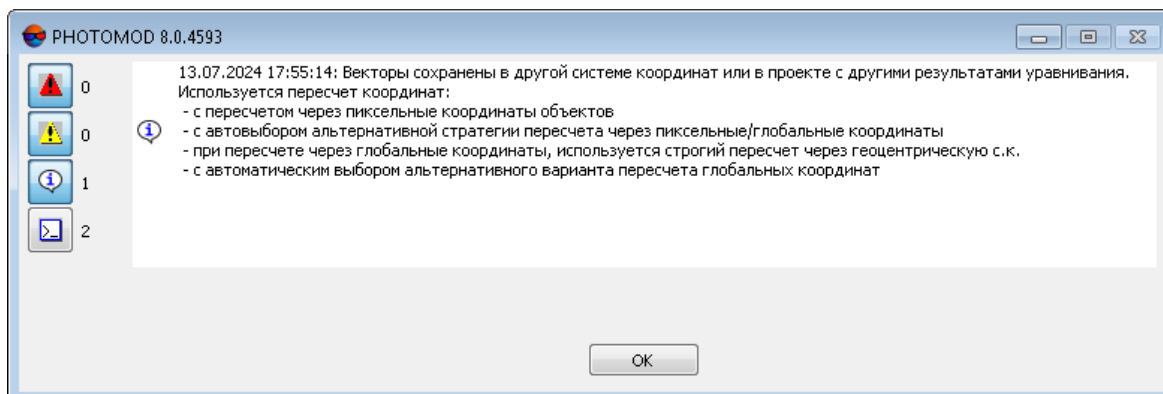 PHOTOMOD 8.0.4593
0
13.07.2024 17:55:14: Векторы сохранены в другой системе координат или в проекте с другими результатами уравнивания.
Используется пересчет координат:
- с пересчетом через пиксельные координаты объектов
0
- с автовыбором альтернативной стратегии пересчета через пиксельные/глобальные координаты
- при пересчете через глобальные координаты, используется строгий пересчет через геоцентрическую с.к.
- с автоматическим выбором альтернативного варианта пересчета глобальных координат
1
2
OK